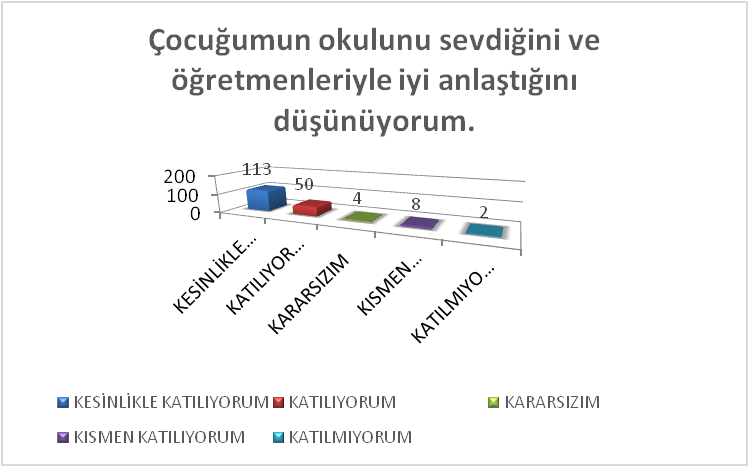 Çocuğumun okulunu sevdiğini ve
öğretmenleriyle iyi anlaştığını
düşünüyorum.
200
100
0
113
50
4
8
2
KESİNLİKLE...
KATILIYOR...
KARARSIZIM
KISMEN...
KATILMIYO...
KESİNLİKLE KATILIYORUM
KATILIYORUM
KARARSIZIM
KISMEN KATILIYORUM
KATILMIYORUM